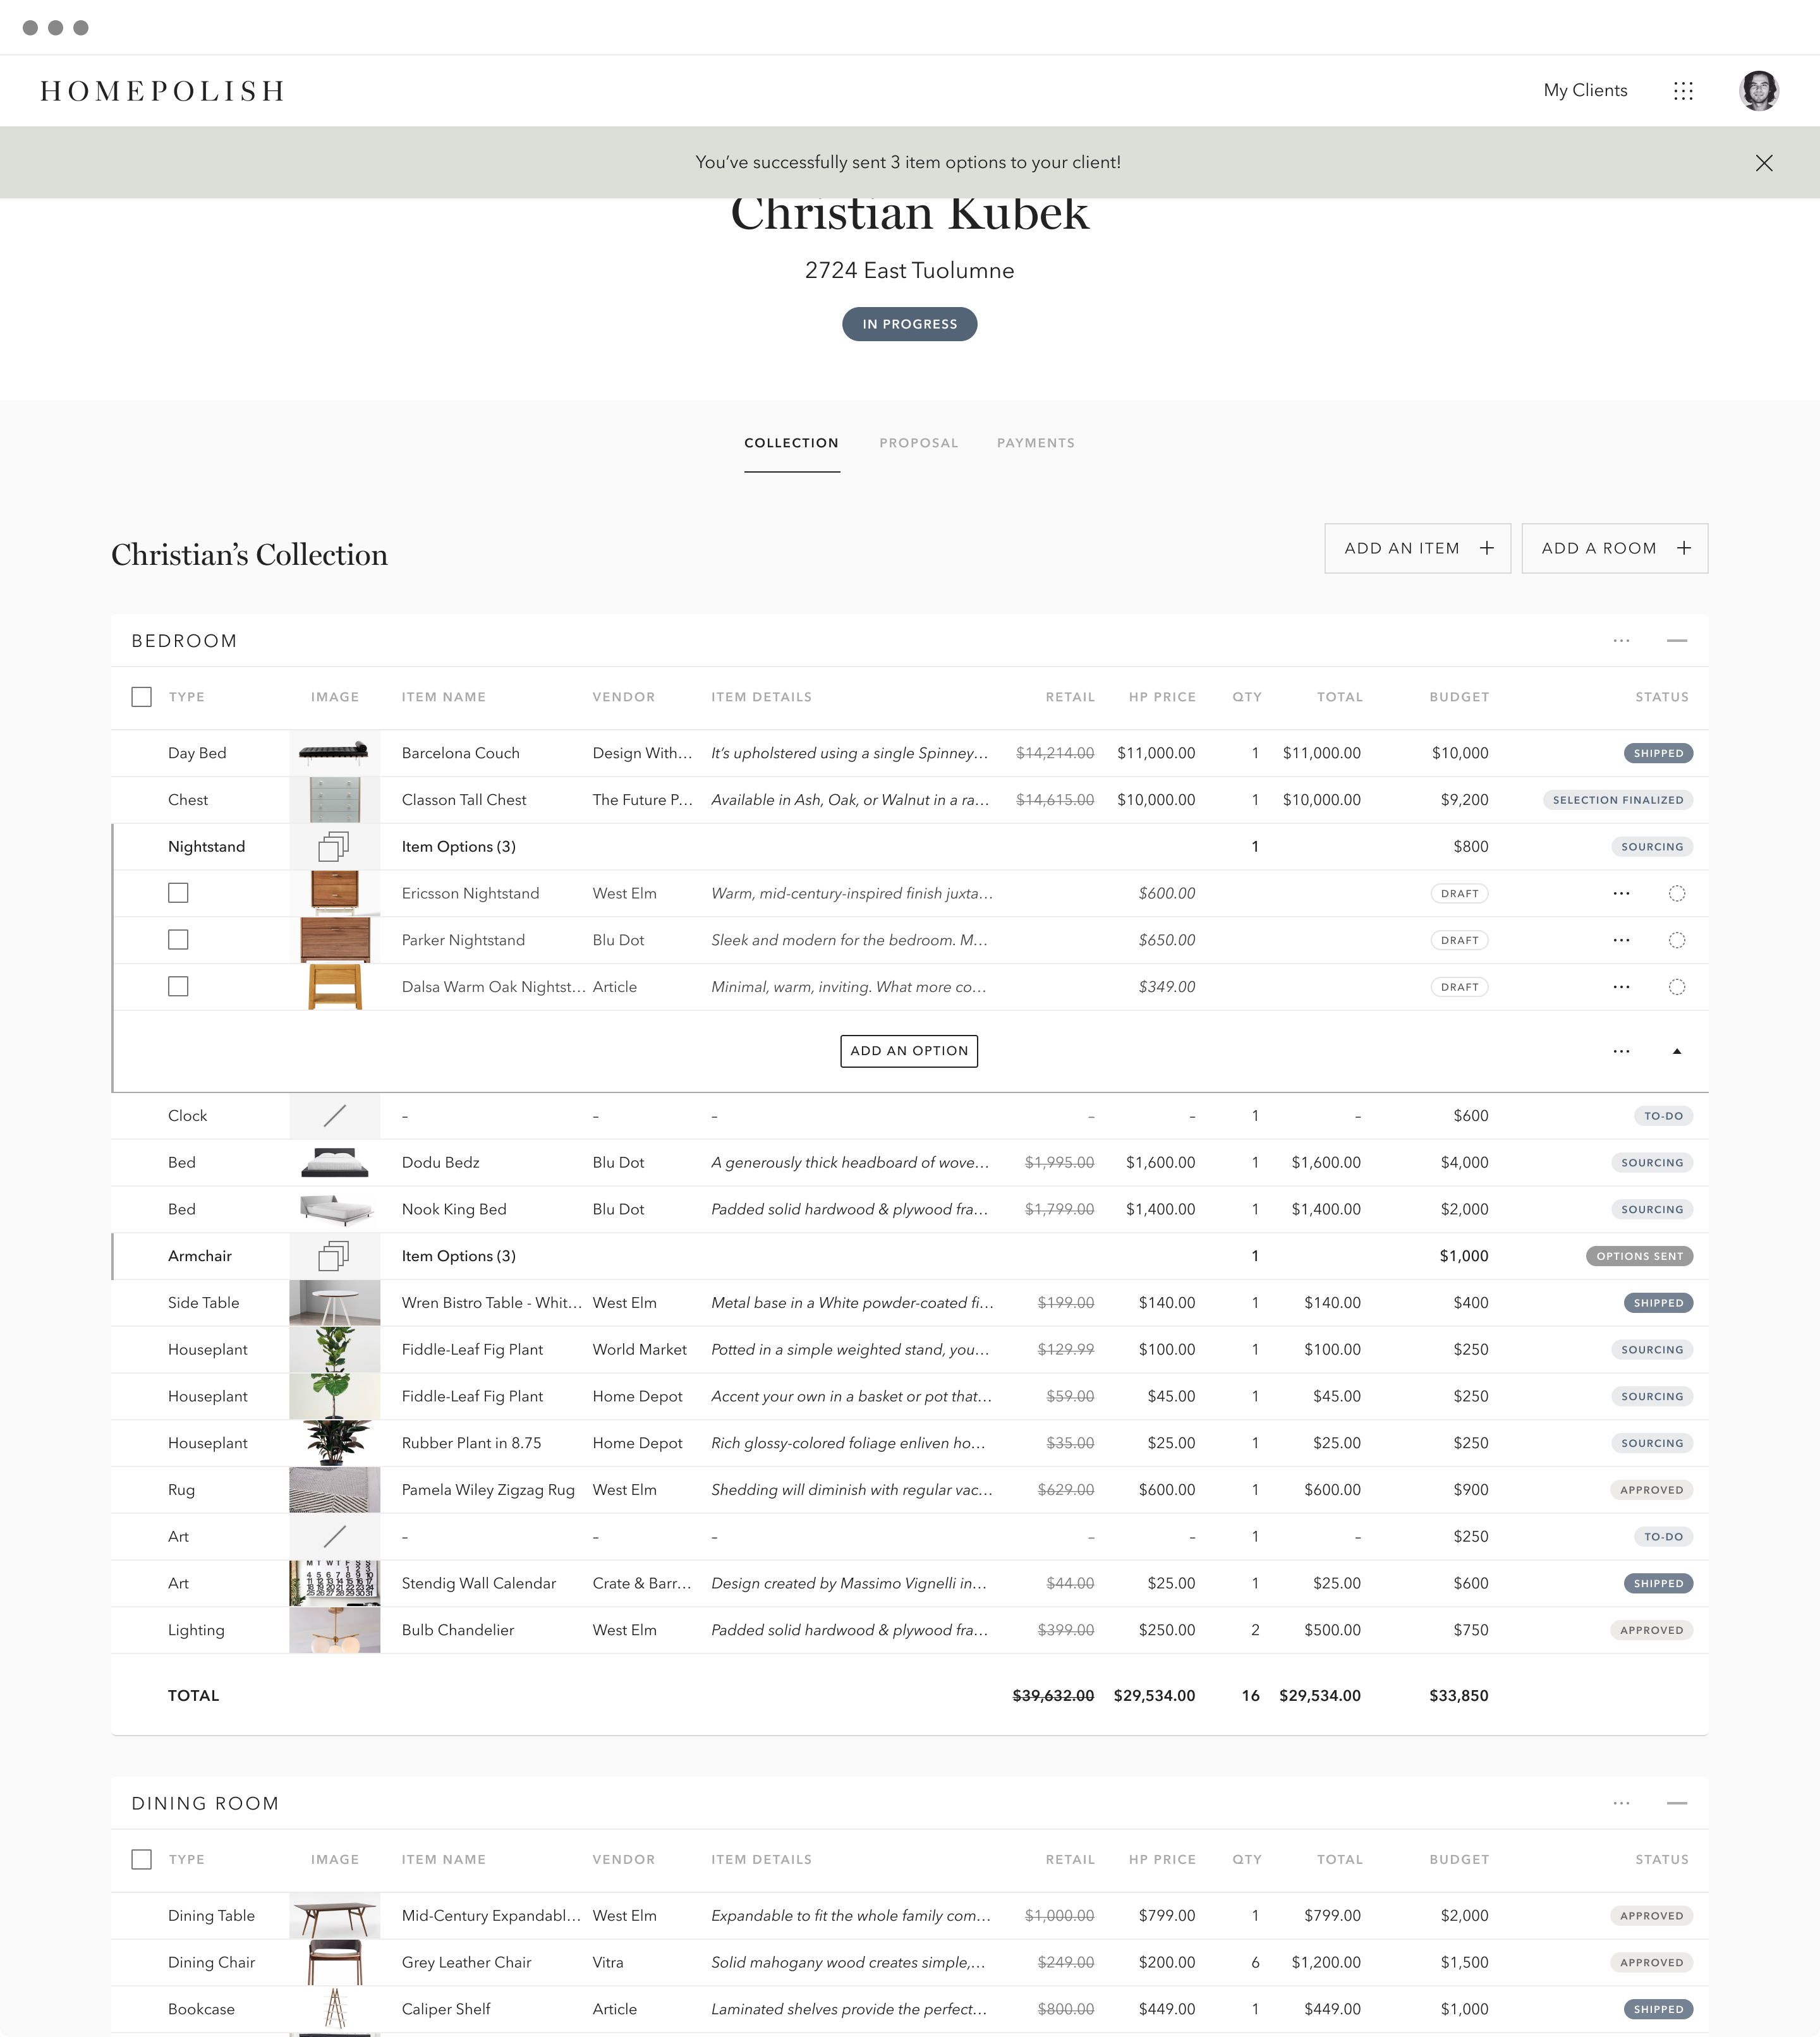 HOMEPOLISH My Clients
You’ve successfully sent 3 item options to your client!
Christian Kubek
2724 East Tuolumne
IN PROGRESS
COLLECTION PROPOSAL PAYMENTS
Christian’s Collection ADD AN ITEM + ADD A ROOM +
BEDROOM
TYPE IMAGE ITEM NAME VENDOR ITEM DETAILS RETAIL HP PRICE QTY TOTAL BUDGET STATUS
Day Bed Barcelona Couch Design With… It’s upholstered using a single Spinney… $14,214.00 $11,000.00 1 $11,000.00 $10,000 SHIPPED
Chest Classon Tall Chest The Future P… Available in Ash, Oak, or Walnut in a ra… $14,615.00 $10,000.00 1 $10,000.00 $9,200 SELECTION FINALIZED
Nightstand Item Options (3) 1 $800 SOURCING
Ericsson Nightstand West Elm Warm, mid-century-inspired finish juxta… $600.00 DRAFT
Parker Nightstand Blu Dot Sleek and modern for the bedroom. M… $650.00 DRAFT
Dalsa Warm Oak Nightst… Article Minimal, warm, inviting. What more co… $349.00 DRAFT
ADD AN OPTION
Clock – – – – – 1 – $600 TO-DO
Bed Dodu Bedz Blu Dot A generously thick headboard of wove… $1,995.00 $1,600.00 1 $1,600.00 $4,000 SOURCING
Bed Nook King Bed Blu Dot Padded solid hardwood & plywood fra… $1,799.00 $1,400.00 1 $1,400.00 $2,000 SOURCING
Armchair Item Options (3) 1 $1,000 OPTIONS SENT
Side Table Wren Bistro Table - Whit… West Elm Metal base in a White powder-coated fi… $199.00 $140.00 1 $140.00 $400 SHIPPED
Houseplant Fiddle-Leaf Fig Plant World Market Potted in a simple weighted stand, you… $129.99 $100.00 1 $100.00 $250 SOURCING
Houseplant Fiddle-Leaf Fig Plant Home Depot Accent your own in a basket or pot that… $59.00 $45.00 1 $45.00 $250 SOURCING
Houseplant Rubber Plant in 8.75 Home Depot Rich glossy-colored foliage enliven ho… $35.00 $25.00 1 $25.00 $250 SOURCING
Rug Pamela Wiley Zigzag Rug West Elm Shedding will diminish with regular vac… $629.00 $600.00 1 $600.00 $900 APPROVED
Art – – – – – 1 – $250 TO-DO
Art Stendig Wall Calendar Crate & Barr… Design created by Massimo Vignelli in… $44.00 $25.00 1 $25.00 $600 SHIPPED
Lighting Bulb Chandelier West Elm Padded solid hardwood & plywood fra… $399.00 $250.00 2 $500.00 $750 APPROVED
TOTAL $39,632.00 $29,534.00 16 $29,534.00 $33,850
DINING ROOM
TYPE IMAGE ITEM NAME VENDOR ITEM DETAILS RETAIL HP PRICE QTY TOTAL BUDGET STATUS
Dining Table Mid-Century Expandabl… West Elm Expandable to fit the whole family com… $1,000.00 $799.00 1 $799.00 $2,000 APPROVED
Dining Chair Grey Leather Chair Vitra Solid mahogany wood creates simple,… $249.00 $200.00 6 $1,200.00 $1,500 APPROVED
Bookcase Caliper Shelf Article Laminated shelves provide the perfect… $800.00 $449.00 1 $449.00 $1,000 SHIPPED